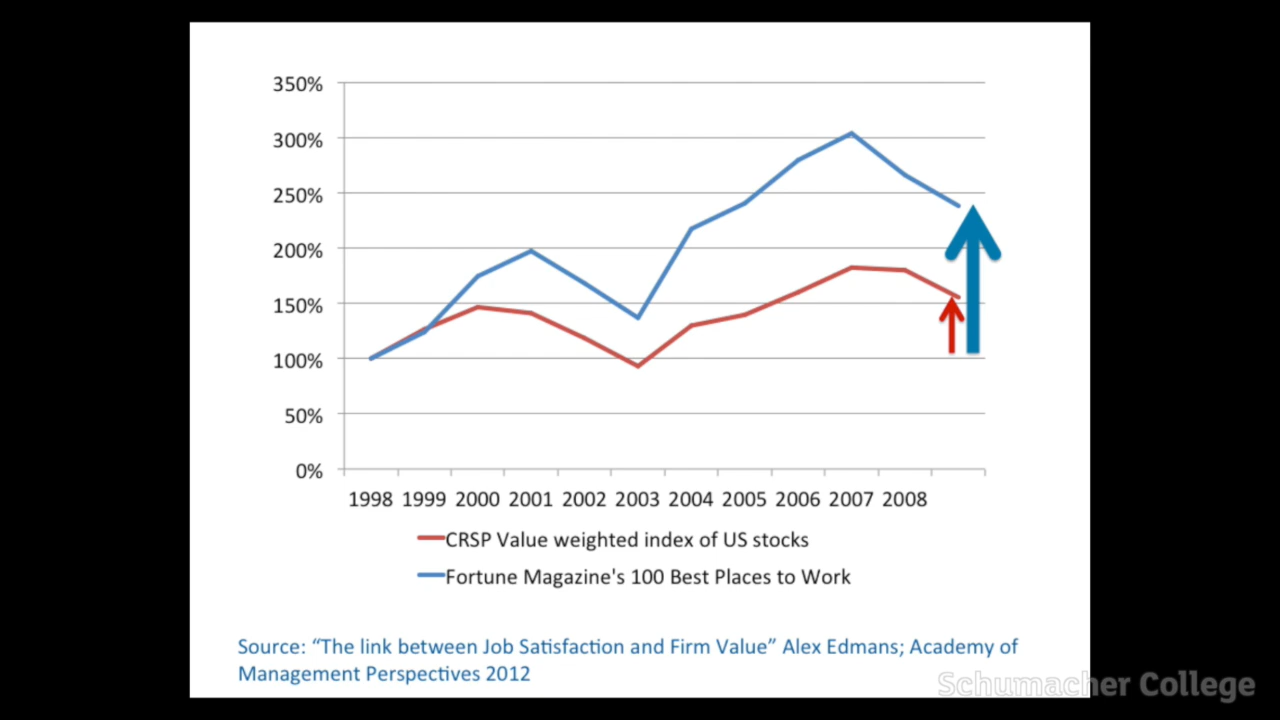 350%
300%
250%
200%
150%
100%
50%
0%
1998 1999 2000 2001 2002 2003 2004 2005 2006 2007 2008
CRSP Value weighted index of US stocks
Fortune Magazine's 100 Best Places to Work
Source: “The link between Job Satisfaction and Firm Value” Alex Edmans; Academy of
Management Perspectives 2012
Schumacher College